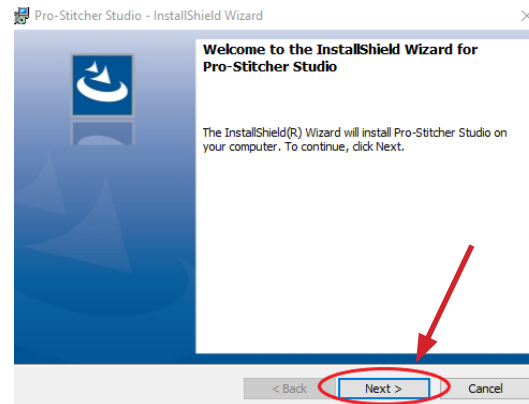 Pro-Stitcher Studio - InstallShield Wizard
Welcome to the InstallShield Wizard for
Pro-Stitcher Studio
The InstallShield(R) Wizard will install Pro-Stitcher Studio on
your computer. To continue, click Next.
< Back Next > Cancel